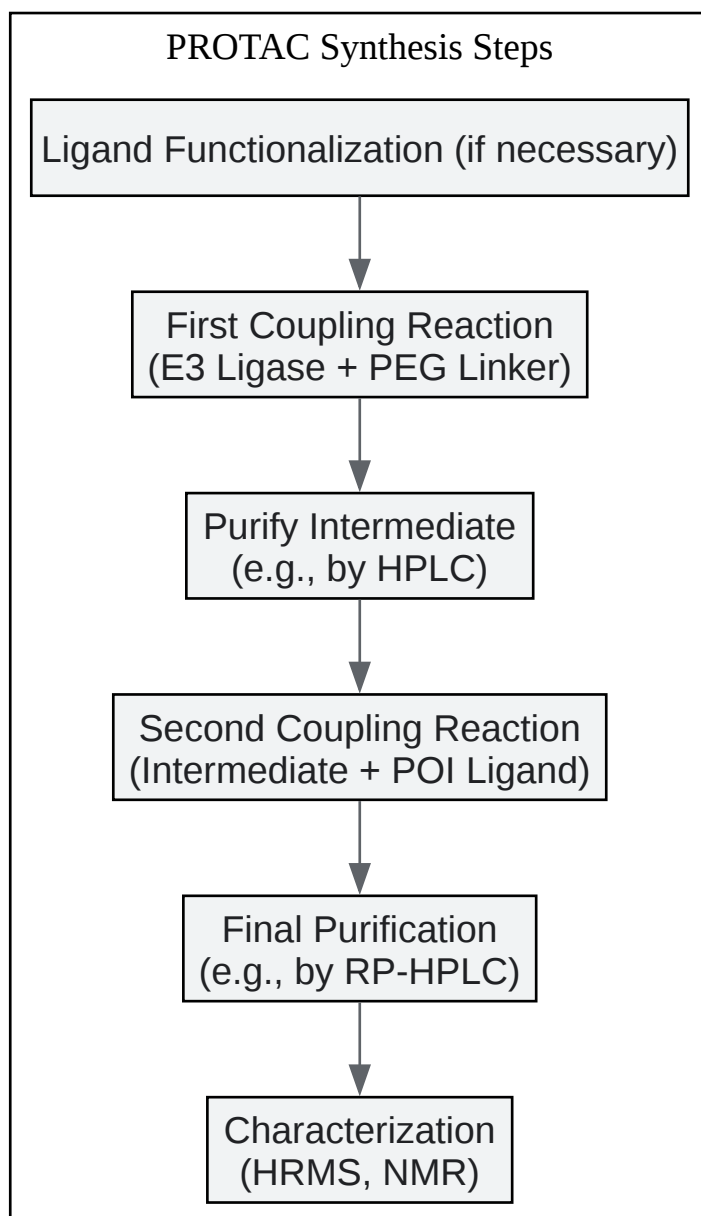 PROTAC Synthesis Steps
Ligand Functionalization (if necessary)
First Coupling Reaction
(E3 Ligase + PEG Linker)
Purify Intermediate
(e.g., by HPLC)
Second Coupling Reaction
(Intermediate + POI Ligand)
Final Purification
(e.g., by RP-HPLC)
Characterization
(HRMS, NMR)